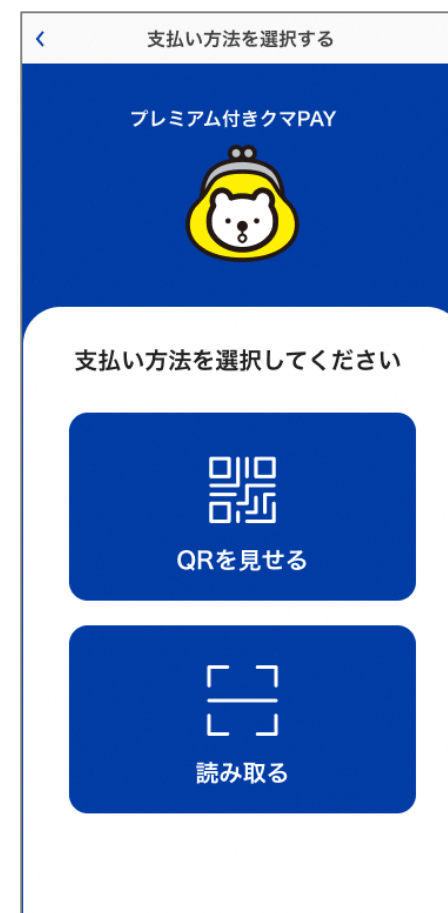 支払い方法を選択する
プレミアム付きクマPAY
支払い方法を選択してください
QRを見せる
読み取る